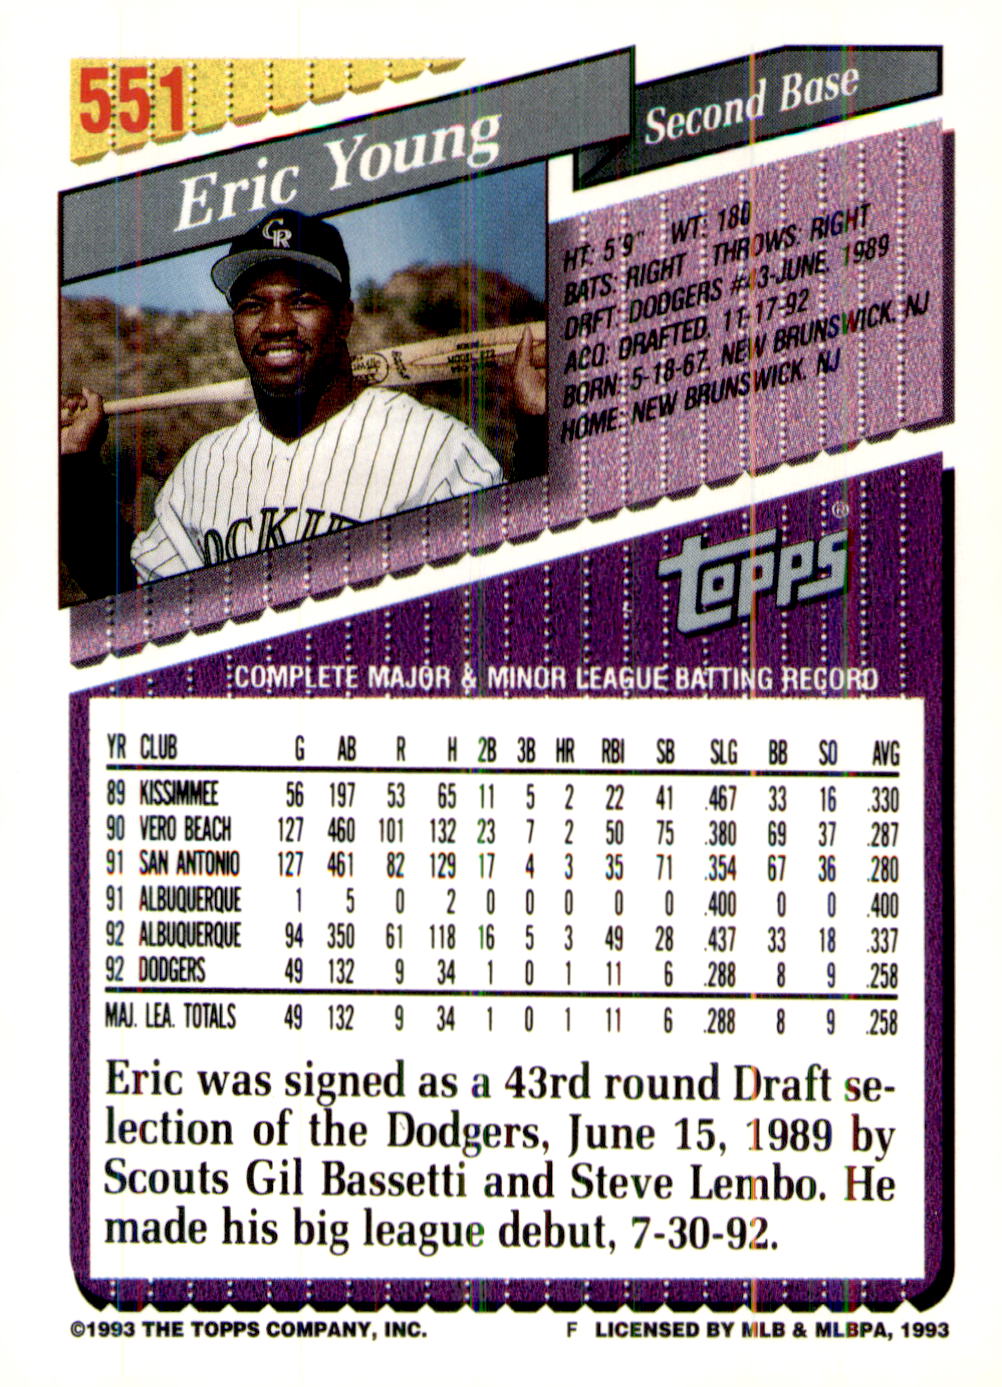 551
Eric Young
Second Base
CR
HT: 5'9" WT: 180
BATS: RIGHT THROWS: RIGHT
DRFT: DODGERS #43-JUNE, 1989
ACQ: DRAFTED, 11-17-92
BORN: 5-18-67, NEW BRUNSWICK, NJ
HOME: NEW BRUNSWICK, NJ
OCKIE
topps®
COMPLETE MAJOR & MINOR LEAGUE BATTING RECORD
YR CLUB G AB R H 2B 3B HR RBI SB SLG BB SO AVG
89 KISSIMMEE 56 197 53 65 11 5 2 22 41 .467 33 16 .330
90 VERO BEACH 127 460 101 132 23 7 2 50 75 .380 69 37 .287
91 SAN ANTONIO 127 461 82 129 17 4 3 35 71 .354 67 36 .280
91 ALBUQUERQUE 1 5 0 2 0 0 0 0 0 .400 0 0 .400
92 ALBUQUERQUE 94 350 61 118 16 5 3 49 28 .437 33 18 .337
92 DODGERS 49 132 9 34 1 0 1 11 6 .288 8 9 .258
MAJ. LEA. TOTALS 49 132 9 34 1 0 1 11 6 .288 8 9 .258
Eric was signed as a 43rd round Draft se-
lection of the Dodgers, June 15, 1989 by
Scouts Gil Bassetti and Steve Lembo. He
made his big league debut, 7-30-92.
©1993 THE TOPPS COMPANY, INC. F LICENSED BY MLB & MLBPA, 1993